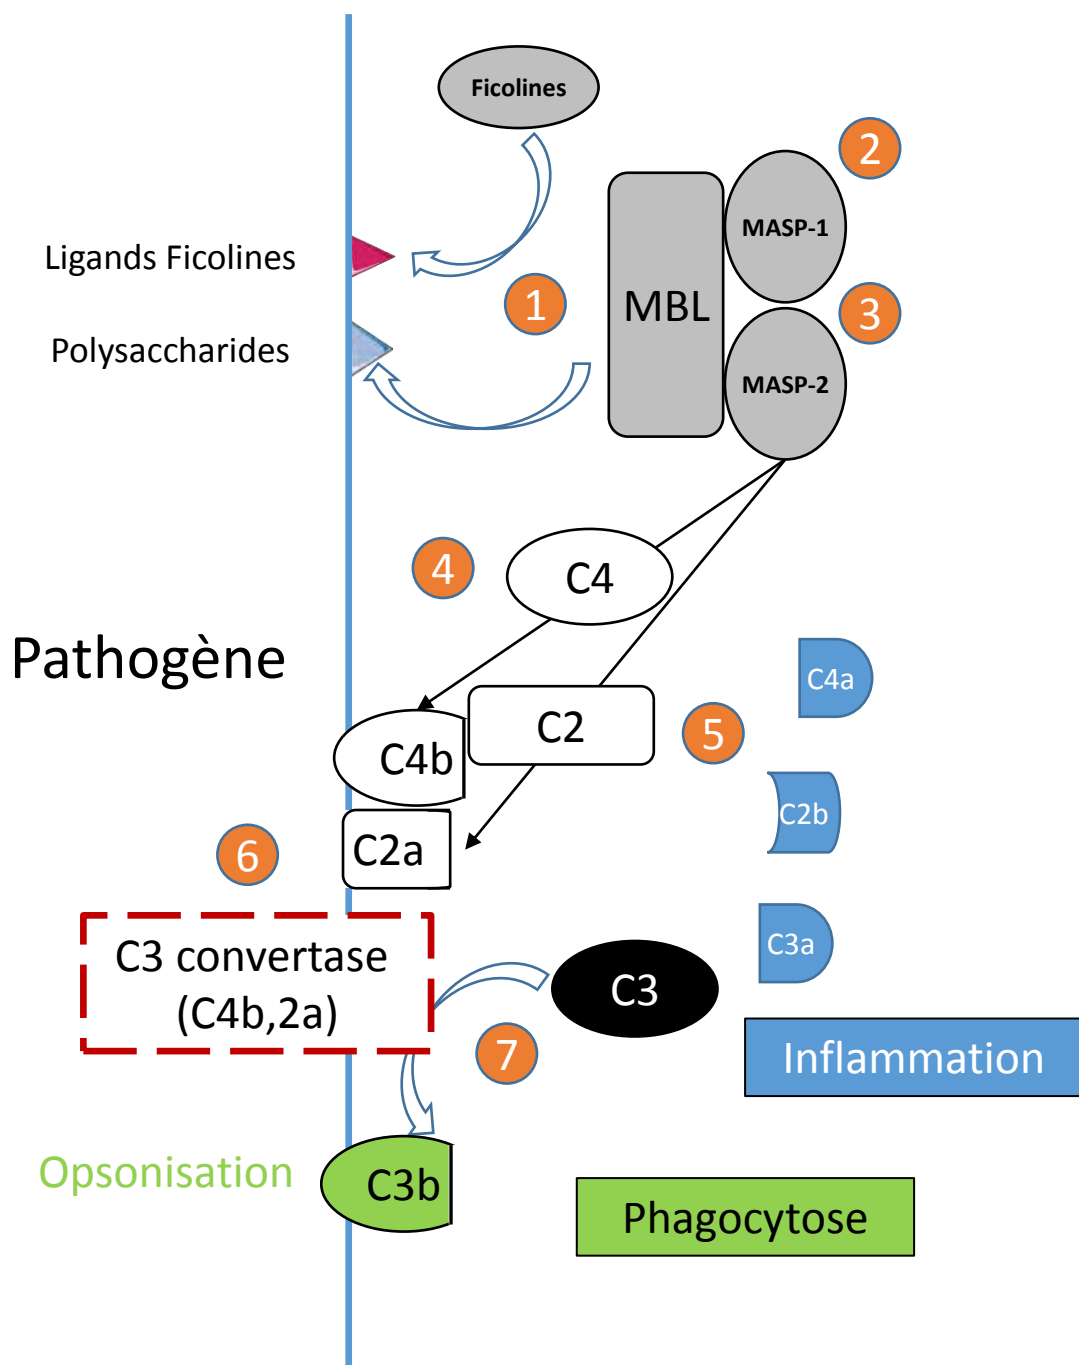 Ficolines
2
MASP-1
Ligands Ficolines
1
MBL
3
Polysaccharides
MASP-2
4
C4
Pathogène
C4a
C2
5
C4b
C2b
6
C2a
C3a
C3 convertase
(C4b,2a)
C3
7
Inflammation
Opsonisation
C3b
Phagocytose